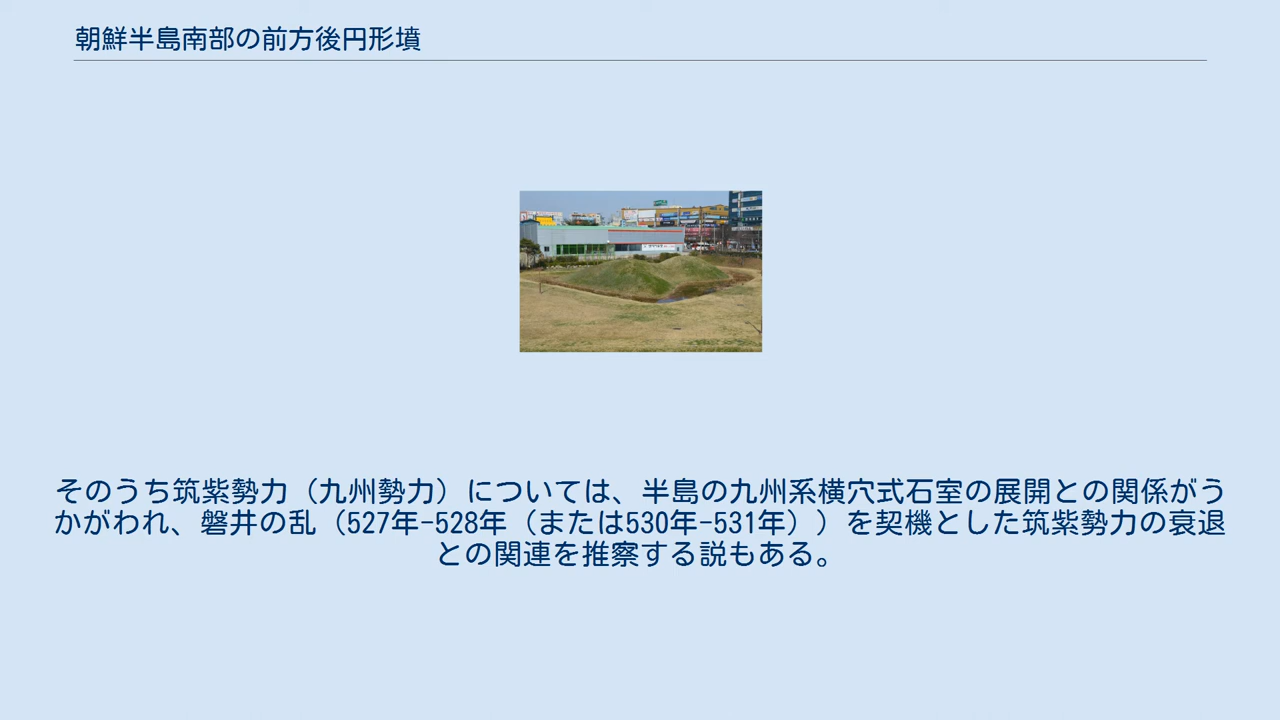 朝鮮半島南部の前方後円形墳
そのうち筑紫勢力（九州勢力）については、半島の九州系横穴式石室の展開との関係がう
かがわれ、磐井の乱（527年-528年（または530年-531年））を契機とした筑紫勢力の衰退
との関連を推察する説もある。